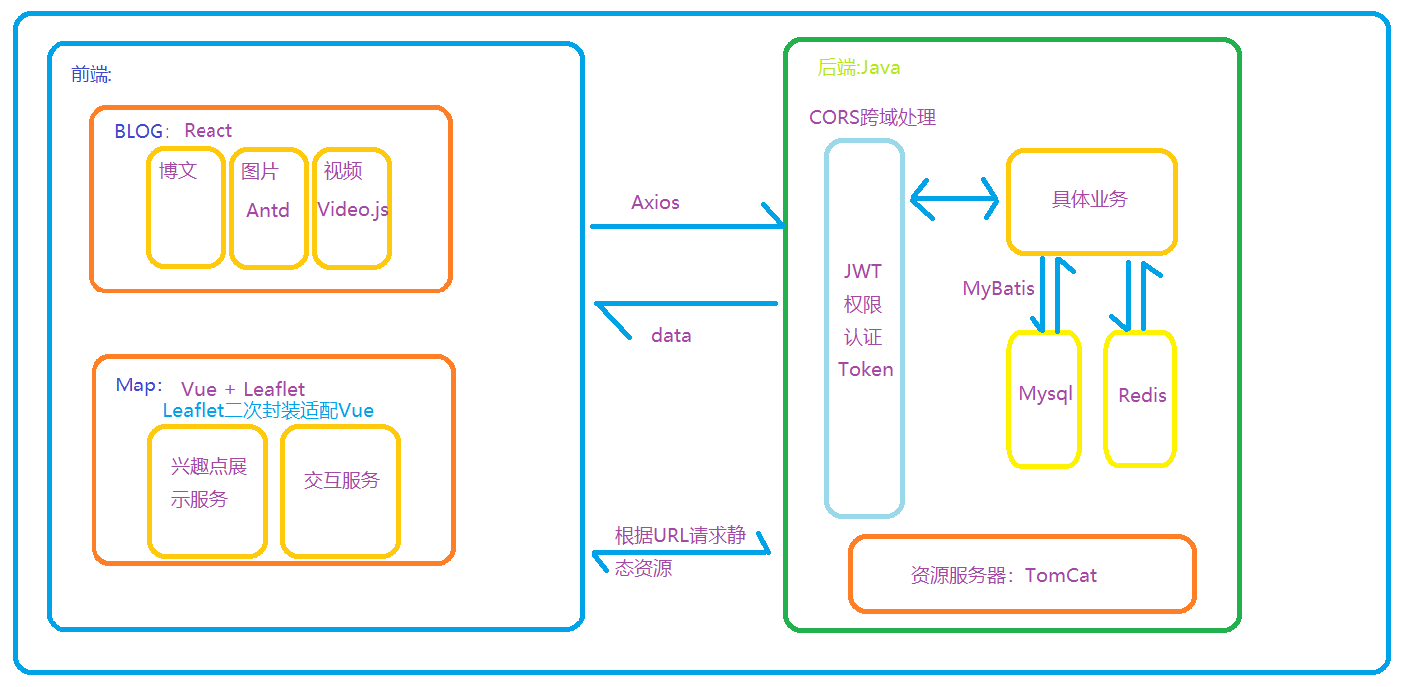 前端:
BLOG： React
博文
图片
Antd
视频
Video.js
Map： Vue + Leaflet
Leaflet二次封装适配Vue
兴趣点展
示服务
交互服务
Axios
data
根据URL请求静
态资源
后端:Java
CORS跨域处理
JWT
权限
认证
Token
具体业务
MyBatis
Mysql
Redis
资源服务器：TomCat